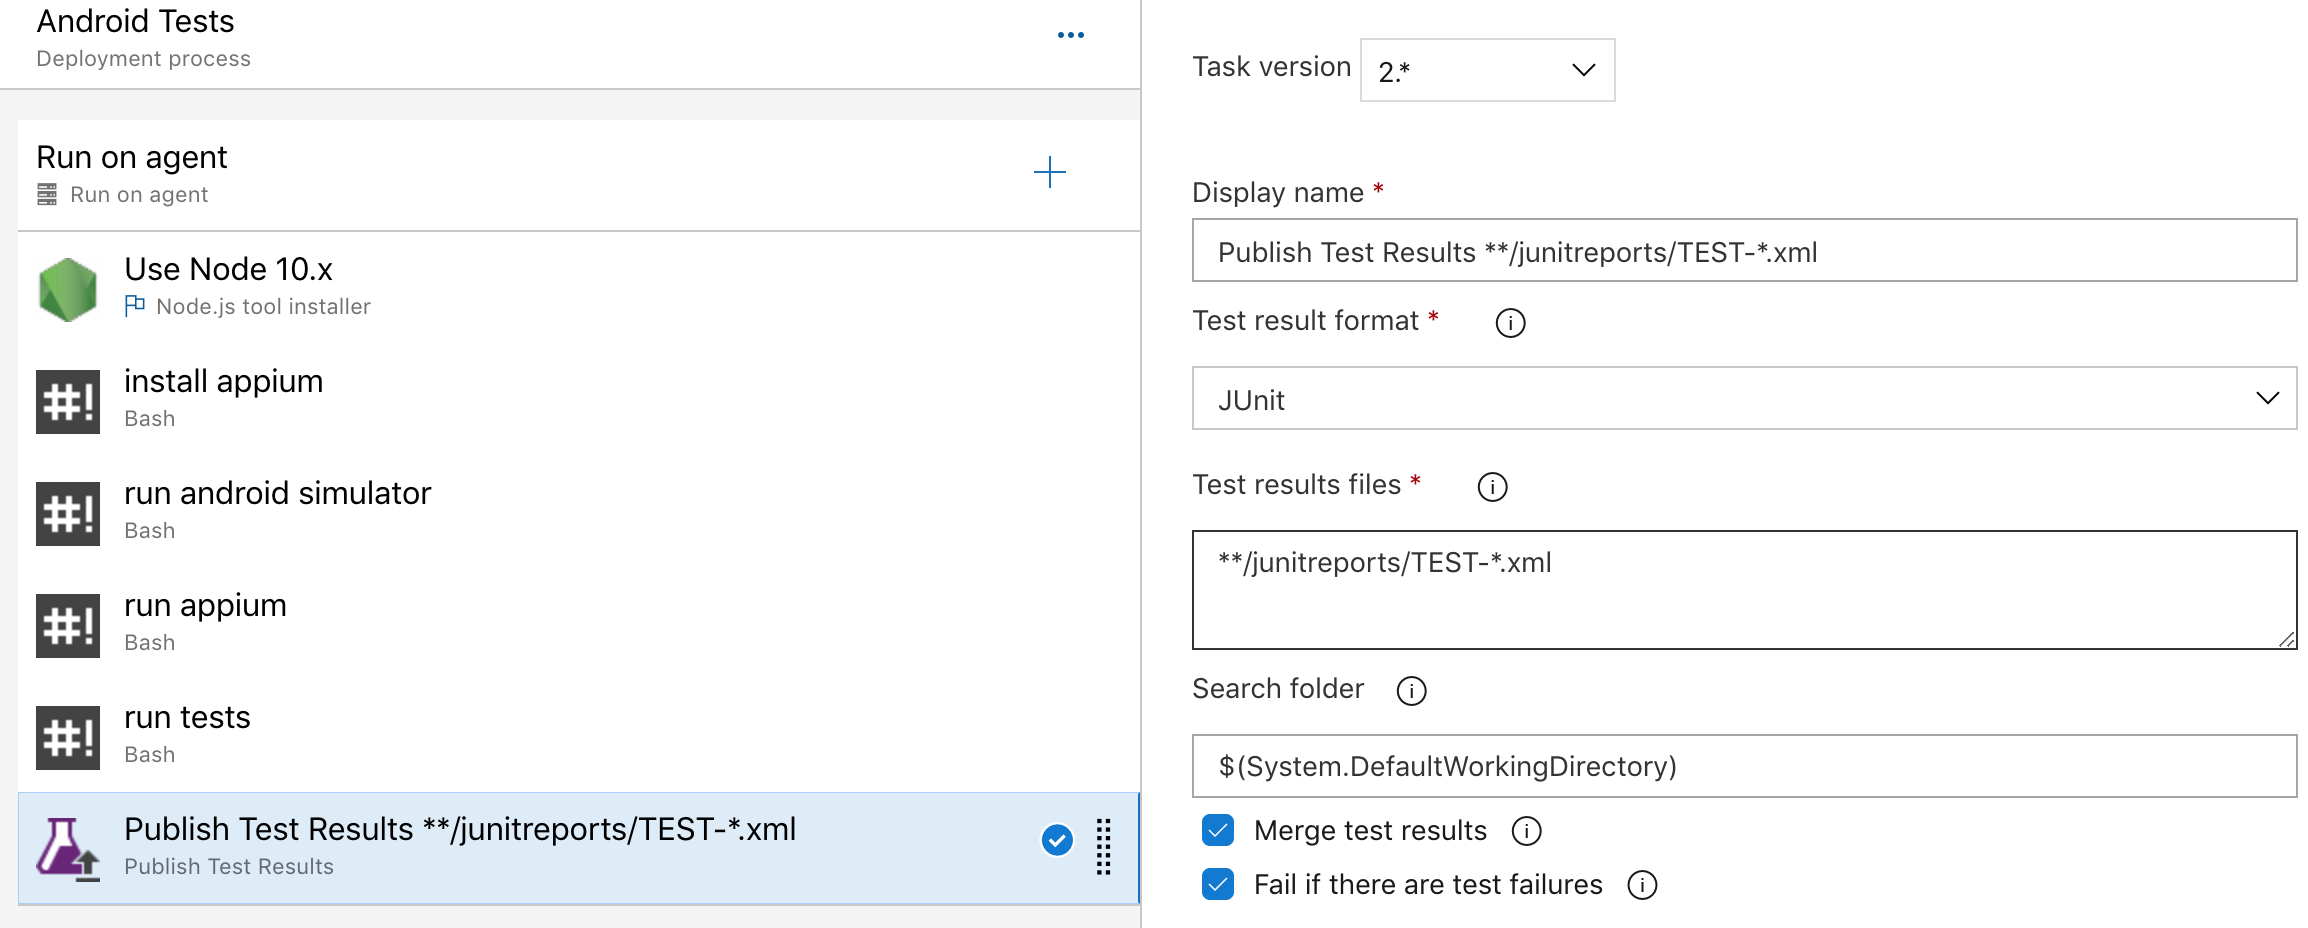 Android Tests
Deployment process
Run on agent
Run on agent
Use Node 10.x
Node.js tool installer
#!
install appium
Bash
#!
run android simulator
Bash
#!
run appium
Bash
#!
run tests
Bash
Publish Test Results **/junitreports/TEST-*.xml
Publish Test Results
Task version 2.*
Display name *
Publish Test Results **/junitreports/TEST-*.xml
Test result format *
JUnit
Test results files *
**/junitreports/TEST-*.xml
Search folder
$(System.DefaultWorkingDirectory)
Merge test results
Fail if there are test failures